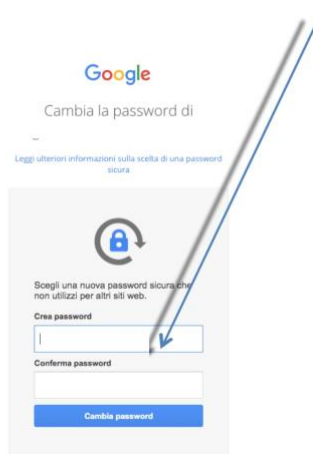 Google
Cambia la password di
Leggi ulteriori informazioni sulla scelta di una password
sicura
Scegli una nuova password sicura che
non utilizzi per altri siti web.
Crea password
Conferma password
Cambia password